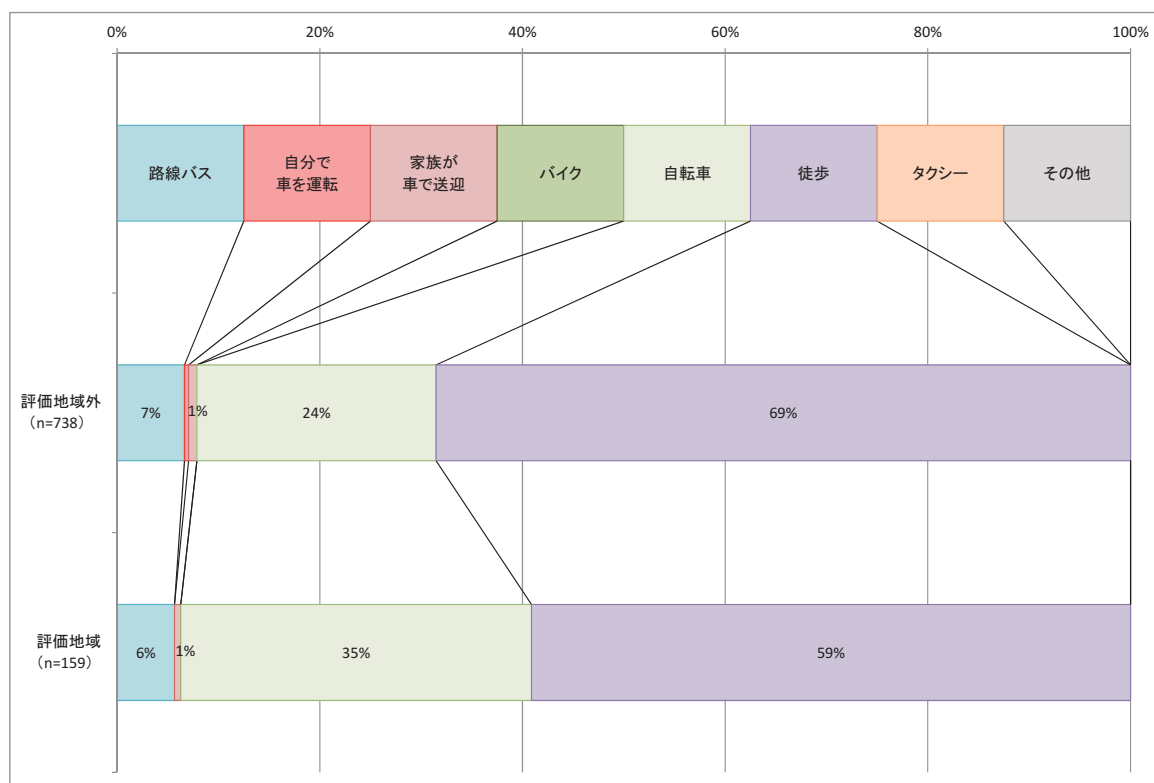 0% 20% 40% 60% 80% 100%
路線バス
自分で
車を運転
家族が
車で送迎
バイク
自転車
徒歩
タクシー
その他
評価地域外
（n=738）
7% 1% 24% 69%
評価地域
（n=159）
6% 1% 35% 59%